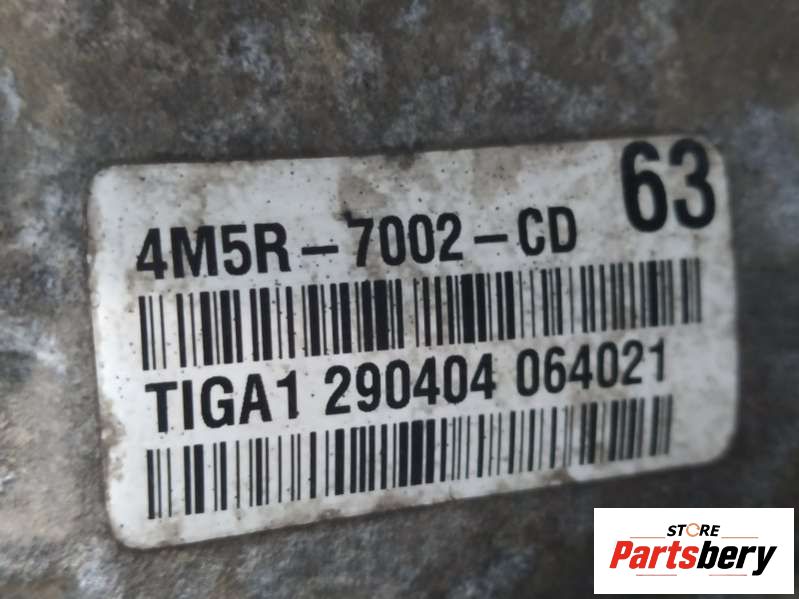 63
4M5R-7002-CD
TIGA1 290404 064021
STORE
Partsbery